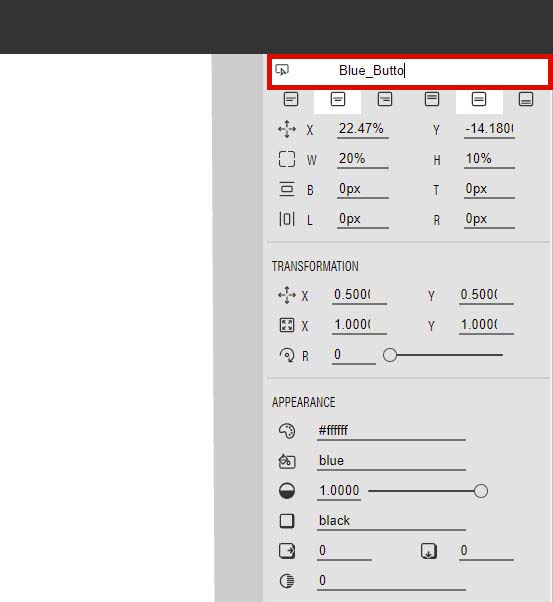 Blue_Butto
X 22.47% Y -14.180
W 20% H 10%
B 0px T 0px
L 0px R 0px
TRANSFORMATION
X 0.500 Y 0.500
X 1.000 Y 1.000
R 0
APPEARANCE
#ffffff
blue
1.0000
black
0 0
0